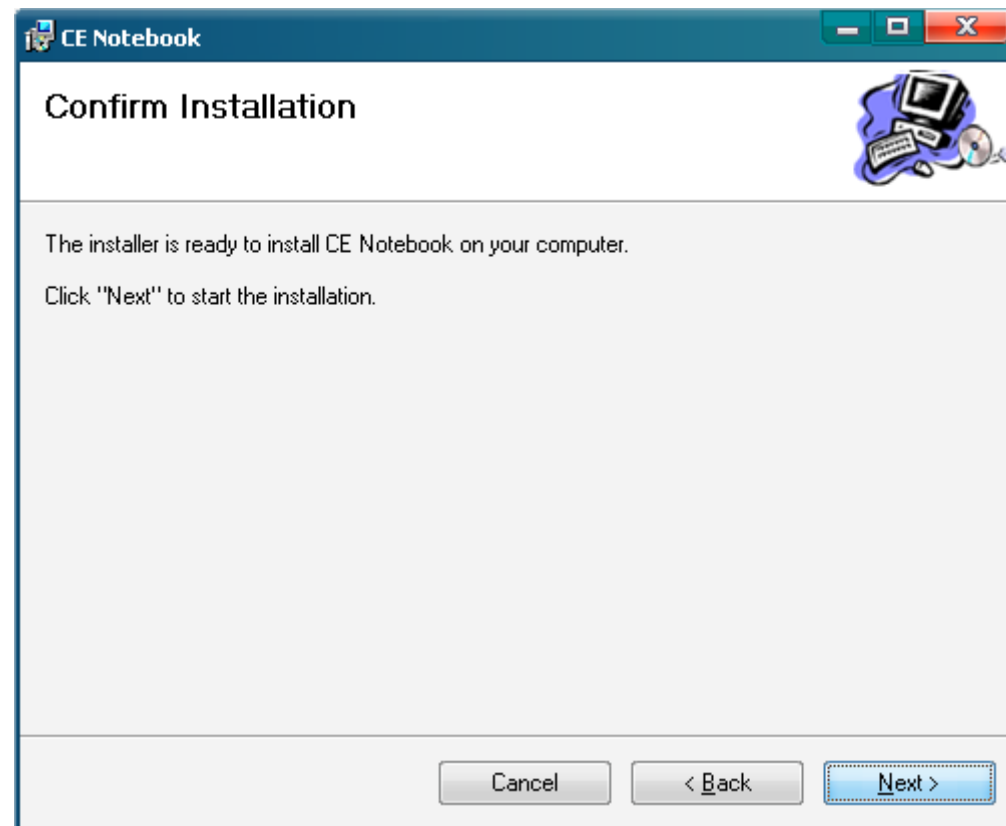 CE Notebook
Confirm Installation
The installer is ready to install CE Notebook on your computer.
Click "Next" to start the installation.
Cancel
< Back
Next >